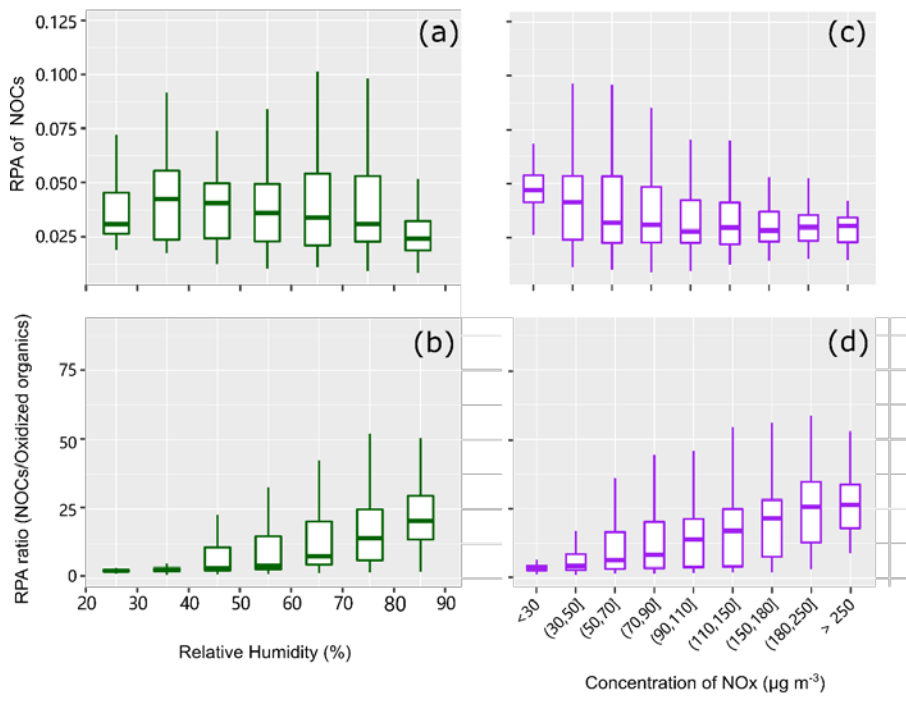 (a)
RPA of NOCs
0.125
0.100
0.075
0.050
0.025
(c)
(b)
RPA ratio (NOCs/Oxidized organics)
75
50
25
0
20 30 40 50 60 70 80 90
Relative Humidity (%)
(d)
<30 (30,50] (50,70] (70,90] (90,110] (110,150] (150,180] (180,250] > 250
Concentration of NOx (μg m-3)